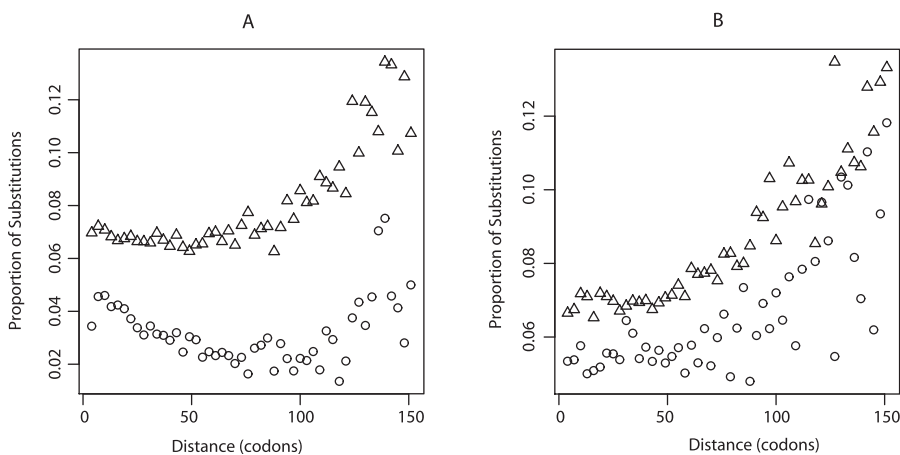 A
Proportion of Substitutions
0.12
0.10
0.08
0.06
0.04
0.02
0 50 100 150
Distance (codons)
B
Proportion of Substitutions
0.12
0.10
0.08
0.06
0 50 100 150
Distance (codons)